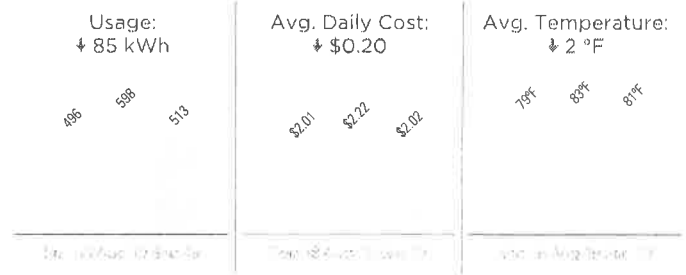 Usage:
↓ 85 kWh
496
598
513
Avg. Daily Cost:
↓ $0.20
$2.01
$2.22
$2.02
Avg. Temperature:
↓ 2 °F
79°F
83°F
81°F